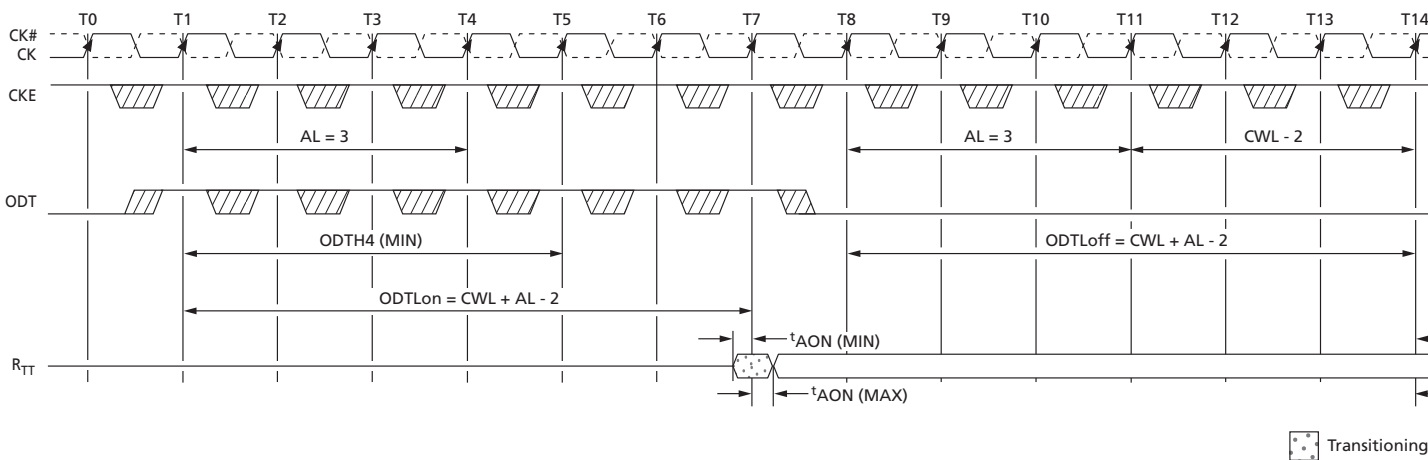 T0 T1 T2 T3 T4 T5 T6 T7 T8 T9 T10 T11 T12 T13 T14
CK#
CK
CKE
AL = 3
AL = 3
CWL - 2
ODT
ODTH4 (MIN)
ODTLoff = CWL + AL - 2
ODTLon = CWL + AL - 2
tAON (MIN)
RTT
tAON (MAX)
Transitioning